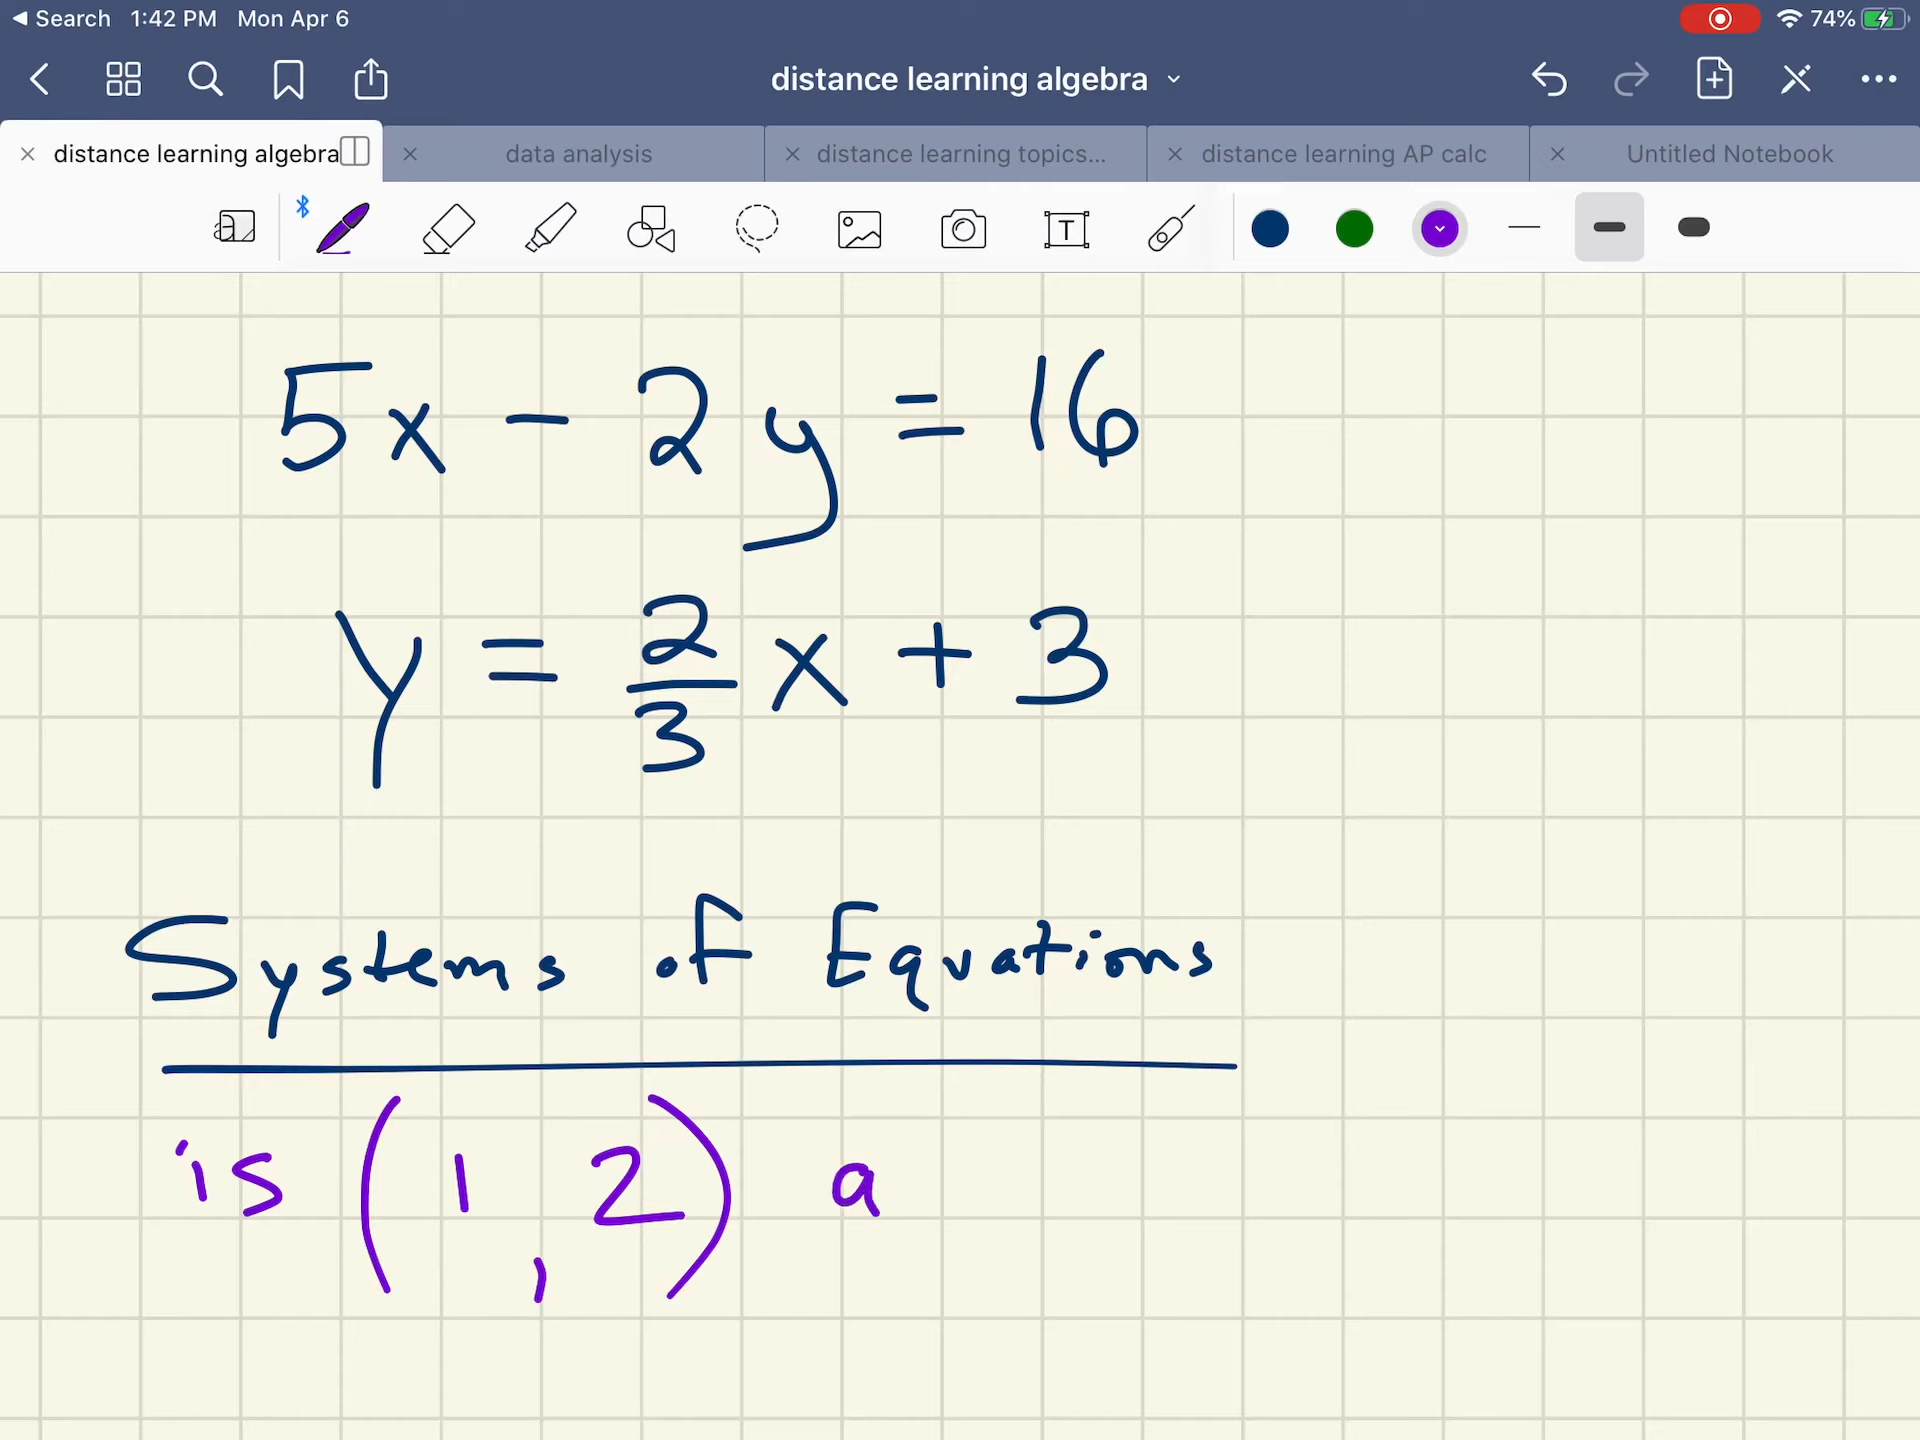 Search 1:42 PM Mon Apr 6 74%
distance learning algebra
distance learning algebra data analysis distance learning topics... distance learning AP calc Untitled Notebook
5x - 2y = 16
y = 2/3 x + 3
Systems of Equations
is (1, 2) a